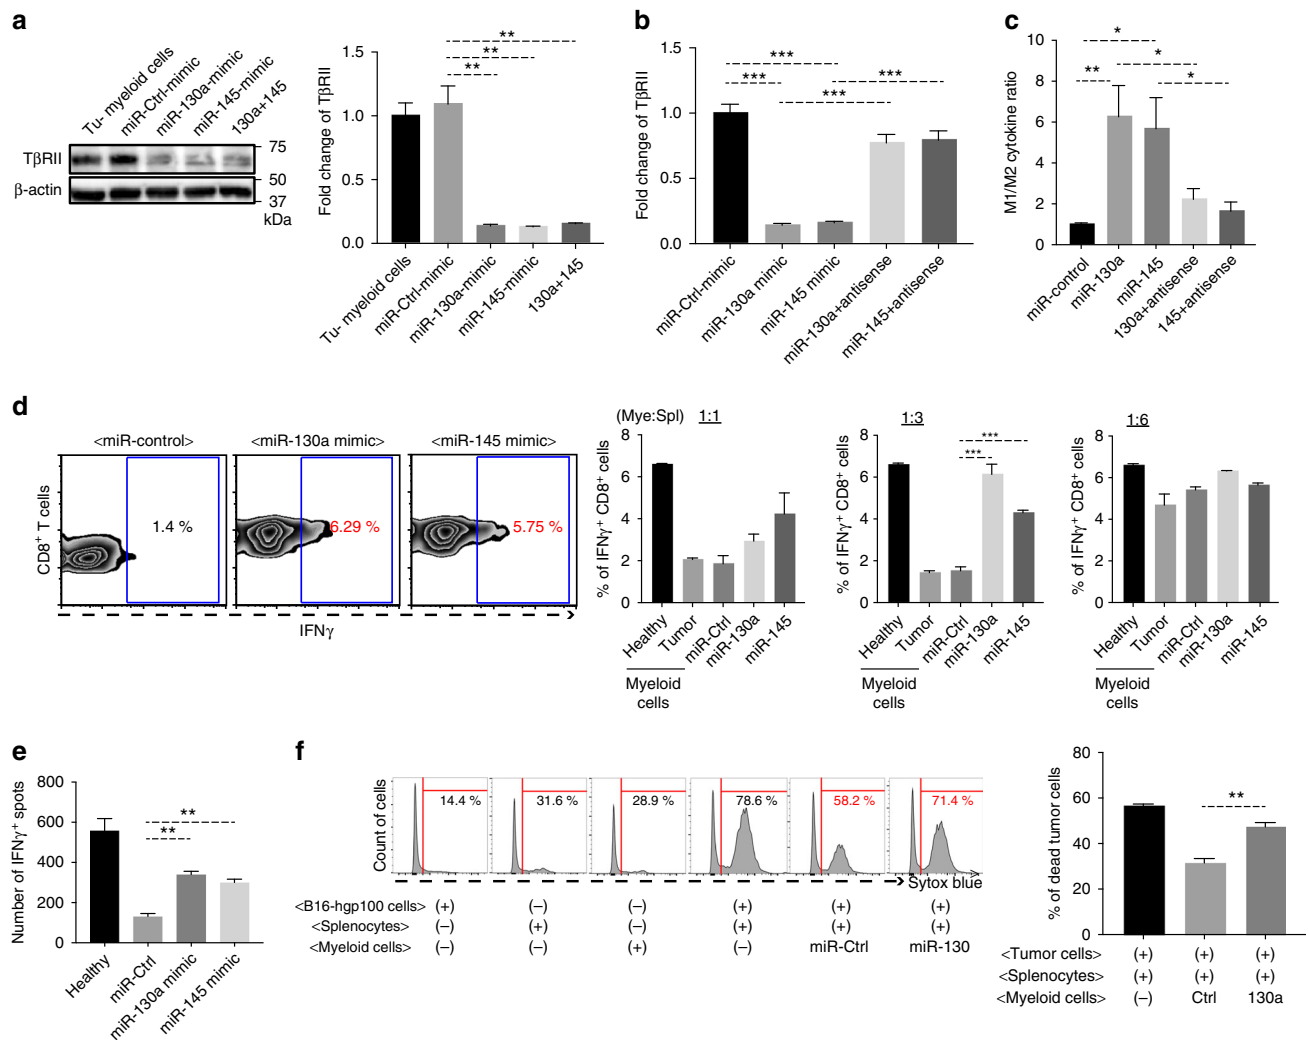 a
Tu- myeloid cells
miR-Ctrl-mimic
miR-130a-mimic
miR-145-mimic
130a+145
TβRII
β-actin
75
50
37
kDa
Fold change of TβRII
1.5
1.0
0.5
0.0
**
**
**
Tu- myeloid cells
miR-Ctrl-mimic
miR-130a-mimic
miR-145-mimic
130a+145
b
Fold change of TβRII
1.5
1.0
0.5
0.0
***
***
***
***
miR-Ctrl-mimic
miR-130a mimic
miR-145 mimic
miR-130a+antisense
miR-145+antisense
c
M1/M2 cytokine ratio
10
8
6
4
2
0
*
*
**
*
miR-control
miR-130a
miR-145
130a+antisense
145+antisense
d
<miR-control>
<miR-130a mimic>
<miR-145 mimic>
CD8+ T cells
1.4 %
6.29 %
5.75 %
IFNγ
(Mye:Spl) 1:1
% of IFNγ+ CD8+ cells
8
6
4
2
0
Healthy
Tumor
miR-Ctrl
miR-130a
miR-145
Myeloid
cells
1:3
% of IFNγ+ CD8+ cells
8
6
4
2
0
***
***
Healthy
Tumor
miR-Ctrl
miR-130a
miR-145
Myeloid
cells
1:6
% of IFNγ+ CD8+ cells
8
6
4
2
0
Healthy
Tumor
miR-Ctrl
miR-130a
miR-145
Myeloid
cells
e
Number of IFNγ+ spots
800
600
400
200
0
**
**
Healthy
miR-Ctrl
miR-130a mimic
miR-145 mimic
f
Count of cells
14.4 %
31.6 %
28.9 %
78.6 %
58.2 %
71.4 %
Sytox blue
<B16-hgp100 cells> (+) (–) (–) (+) (+) (+)
<Splenocytes> (–) (+) (–) (+) (+) (+)
<Myeloid cells> (–) (–) (+) (–) miR-Ctrl miR-130
% of dead tumor cells
80
60
40
20
0
**
<Tumor cells> (+) (+) (+)
<Splenocytes> (+) (+) (+)
<Myeloid cells> (–) Ctrl 130a